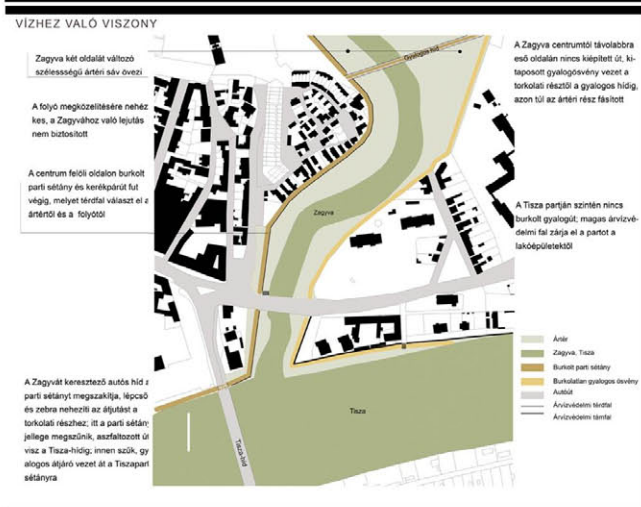 VÍZHEZ VALÓ VISZONY
Zagyva két oldalát változó
szélességű ártéri sáv övezi
A folyó megközelítésére nehéz
kes, a Zagyvához való lejutás
nem biztosított
A centrum felöli oldalon burkolt
parti sétány és kerékpárút fut
végig, melyet térdfal választ el a
ártértől és a folyótól
A Zagyvát keresztező autós híd a
parti sétányt megszakítja, lépcső
és zebra nehezíti az átjutást a
torkolati részhez; itt a parti sétány
jellege megszűnik, aszfaltozott út
visz a Tisza-hídig; innen szűk, gy
alogos átjáró vezet át a Tiszapart
sétányra
Gyalogos híd
Zagyva
Tisza
Tisza-híd
A Zagyva centrumtól távolabbra
eső oldalán nincs kiépített út, ki-
taposott gyalogösvény vezet a
torkolati résztől a gyalogos hídig,
azon túl az ártéri rész fásított
A Tisza partján szintén nincs
burkolt gyalogút; magas árvízvé-
delmi fal zárja el a partot a
lakóépületektől
Ártér
Zagyva, Tisza
Burkolt parti sétány
Burkolatlan gyalogos ösvény
Autóút
Árvízvédelmi térdfal
Árvízvédelmi támfal